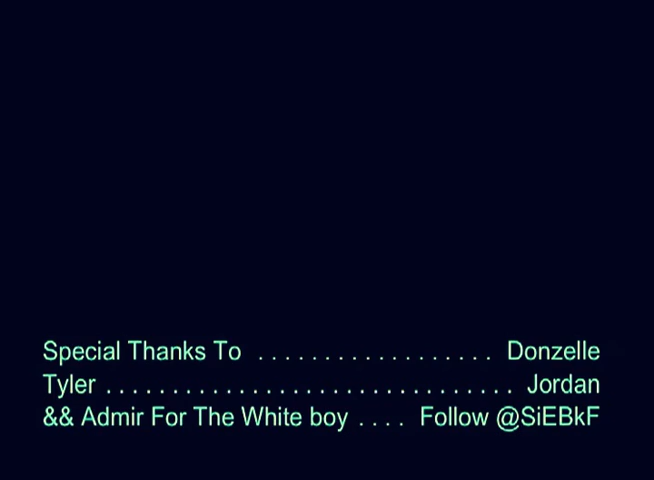 Special Thanks To . . . . . . . . . . . . . . . . . . Donzelle
Tyler . . . . . . . . . . . . . . . . . . . . . . . . . . . . . . . Jordan
&& Admir For The White boy . . . . Follow @SiEBkF